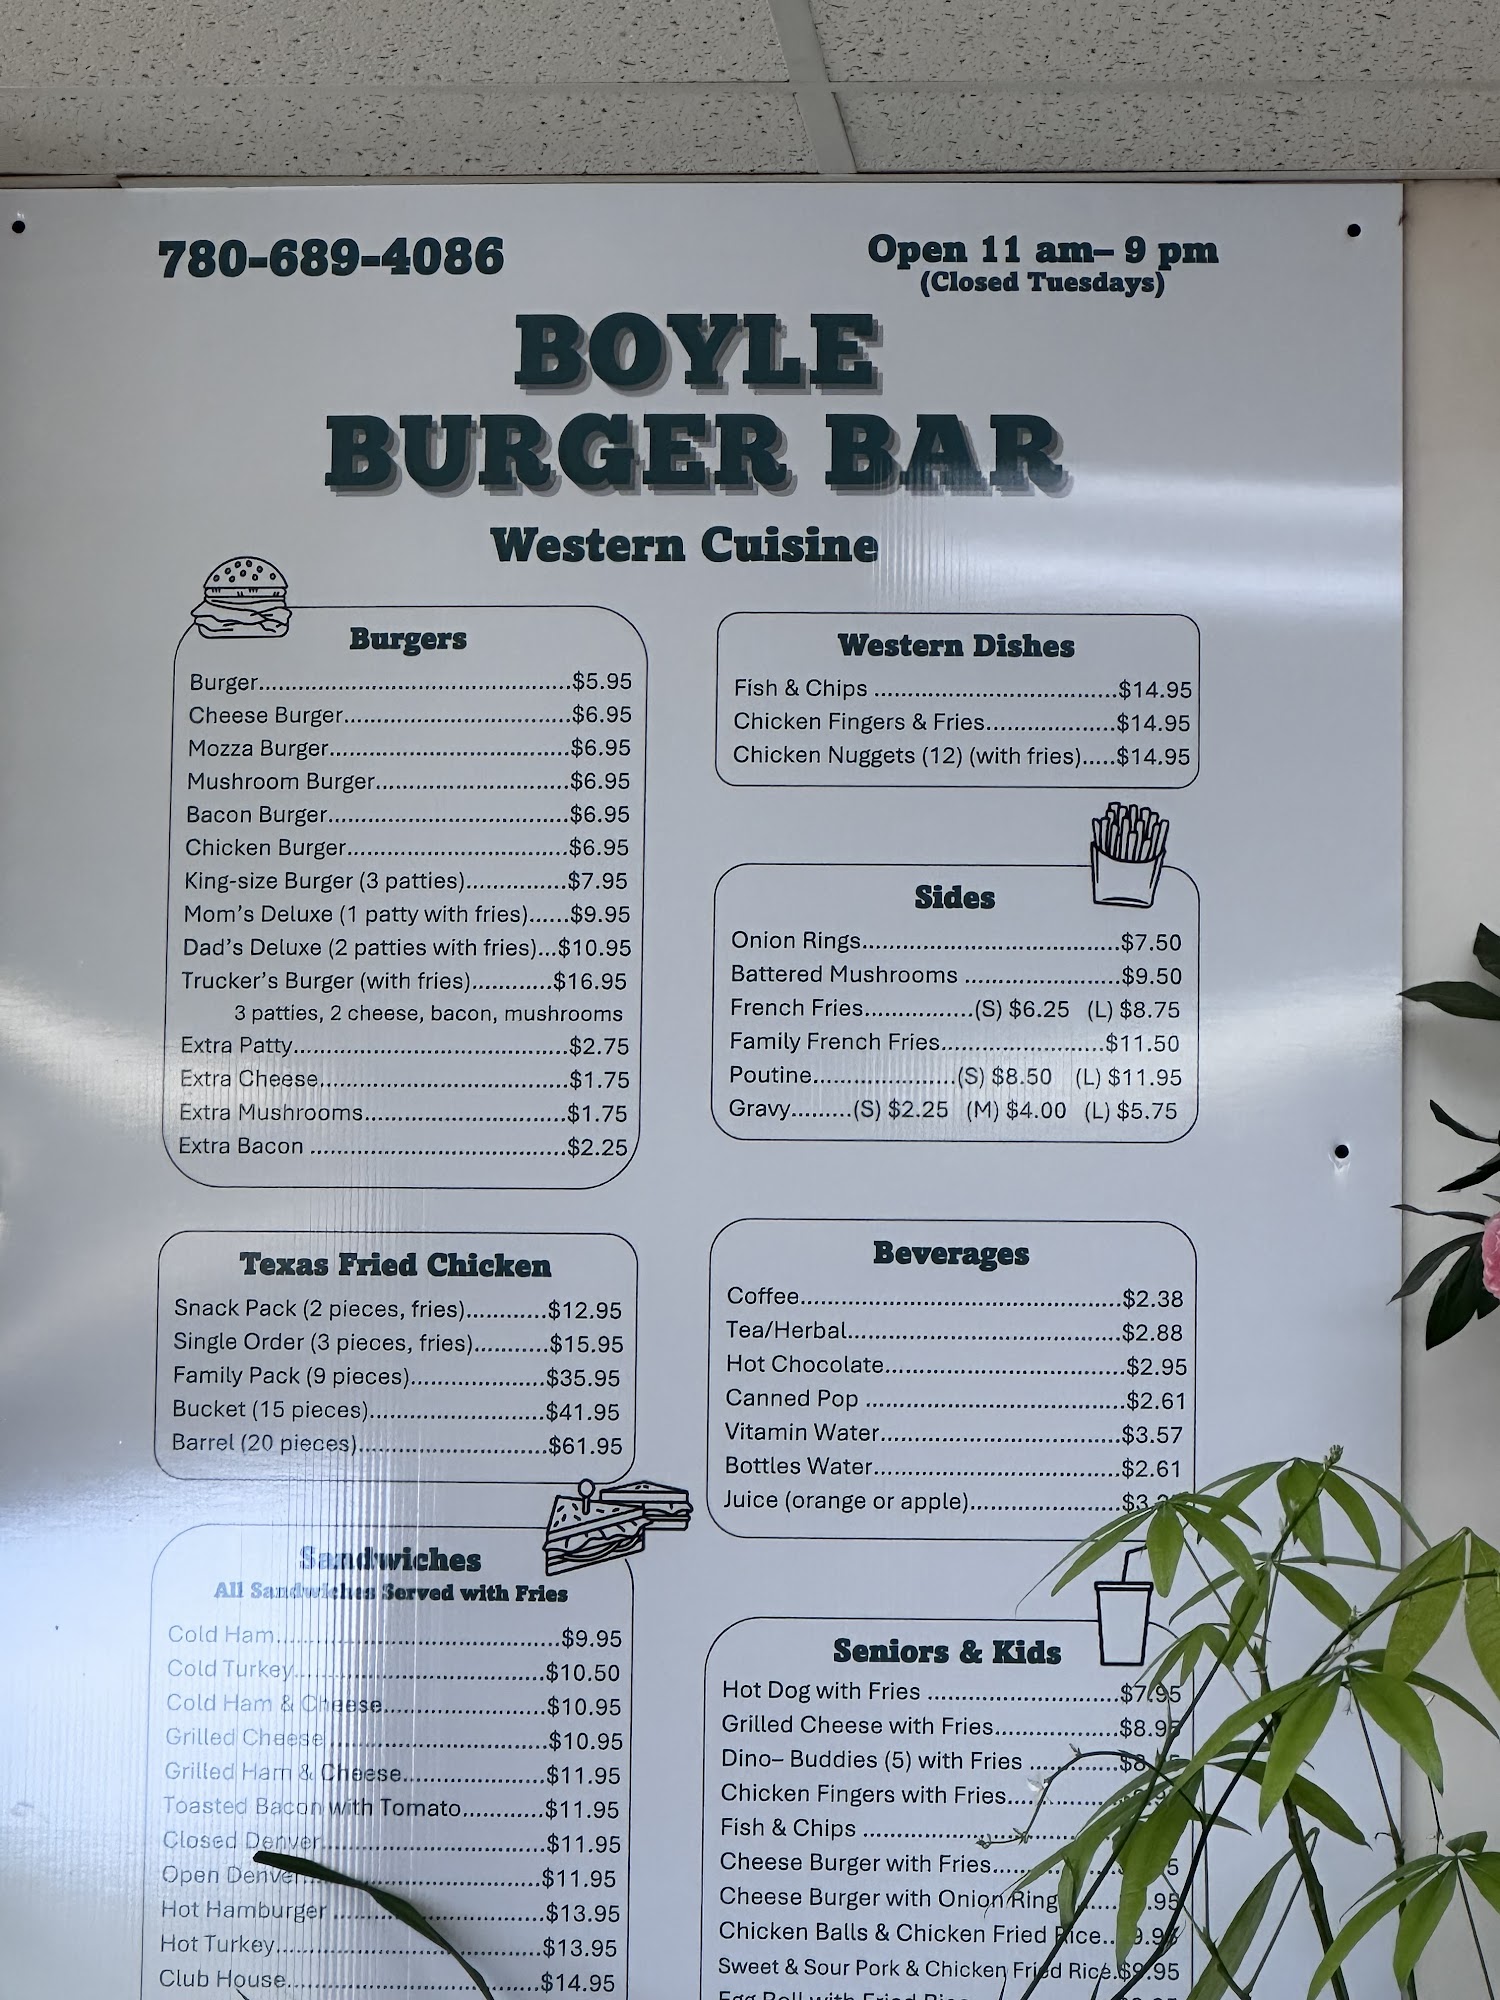 780-689-4086
Open 11 am– 9 pm
(Closed Tuesdays)
BOYLE
BURGER BAR
Western Cuisine
Burgers
Burger.............................................$5.95
Cheese Burger.................................$6.95
Mozza Burger...................................$6.95
Mushroom Burger............................$6.95
Bacon Burger...................................$6.95
Chicken Burger................................$6.95
King-size Burger (3 patties)..............$7.95
Mom's Deluxe (1 patty with fries)......$9.95
Dad's Deluxe (2 patties with fries)...$10.95
Trucker's Burger (with fries)............$16.95
3 patties, 2 cheese, bacon, mushrooms
Extra Patty.......................................$2.75
Extra Cheese....................................$1.75
Extra Mushrooms.............................$1.75
Extra Bacon .....................................$2.25
Texas Fried Chicken
Snack Pack (2 pieces, fries)...........$12.95
Single Order (3 pieces, fries)..........$15.95
Family Pack (9 pieces)...................$35.95
Bucket (15 pieces).........................$41.95
Barrel (20 pieces)...........................$61.95
Sandwiches
All Sandwiches Served with Fries
Cold Ham.........................................$9.95
Cold Turkey....................................$10.50
Cold Ham & Cheese.......................$10.95
Grilled Cheese ...............................$10.95
Grilled Ham & Cheese....................$11.95
Toasted Bacon with Tomato...........$11.95
Closed Denver................................$11.95
Open Denver..................................$11.95
Hot Hamburger ..............................$13.95
Hot Turkey......................................$13.95
Club House....................................$14.95
Western Dishes
Fish & Chips ...................................$14.95
Chicken Fingers & Fries...................$14.95
Chicken Nuggets (12) (with fries).....$14.95
Sides
Onion Rings.....................................$7.50
Battered Mushrooms ......................$9.50
French Fries................(S) $6.25 (L) $8.75
Family French Fries.......................$11.50
Poutine.....................(S) $8.50 (L) $11.95
Gravy.........(S) $2.25 (M) $4.00 (L) $5.75
Beverages
Coffee..............................................$2.38
Tea/Herbal.......................................$2.88
Hot Chocolate..................................$2.95
Canned Pop .....................................$2.61
Vitamin Water..................................$3.57
Bottles Water...................................$2.61
Juice (orange or apple).....................
Seniors & Kids
Hot Dog with Fries ...........................$7.95
Grilled Cheese with Fries.................$8.95
Dino– Buddies (5) with Fries
Chicken Fingers with Fries....
Fish & Chips ...............................
Cheese Burger with Fries......
Cheese Burger with Onion Ring
Chicken Balls & Chicken Fried Rice..
Sweet & Sour Pork & Chicken Fried Rice.$9.95
Egg Roll with Fried Rice